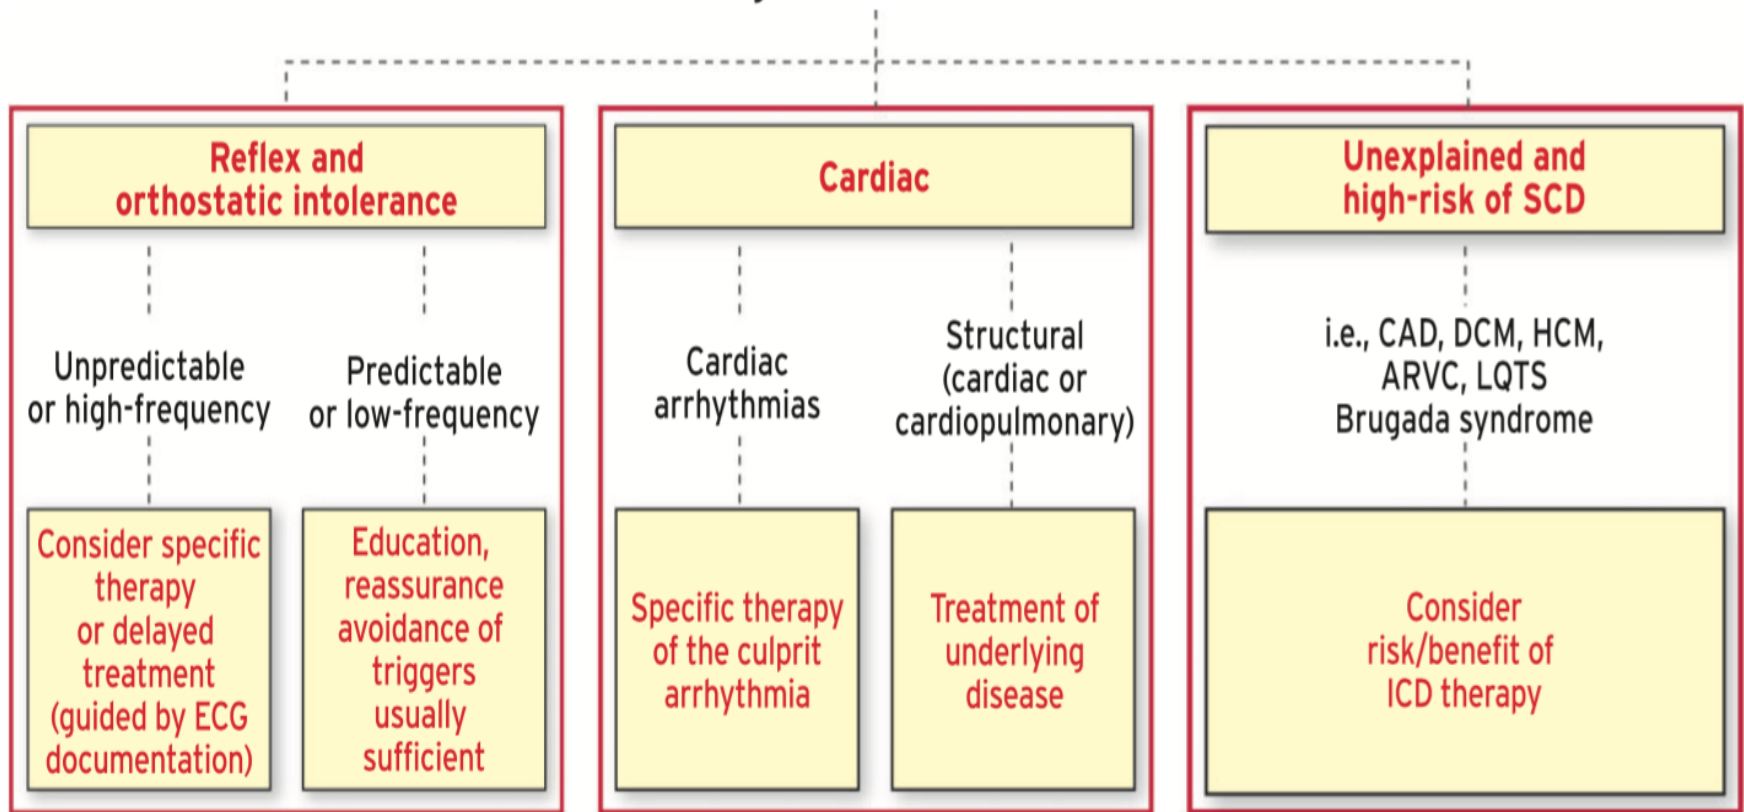 Reflex and
orthostatic intolerance
Unpredictable
or high-frequency
Predictable
or low-frequency
Consider specific
therapy
or delayed
treatment
(guided by ECG
documentation)
Education,
reassurance
avoidance of
triggers
usually
sufficient
Cardiac
Cardiac
arrhythmias
Structural
(cardiac or
cardiopulmonary)
Specific therapy
of the culprit
arrhythmia
Treatment of
underlying
disease
Unexplained and
high-risk of SCD
i.e., CAD, DCM, HCM,
ARVC, LQTS
Brugada syndrome
Consider
risk/benefit of
ICD therapy